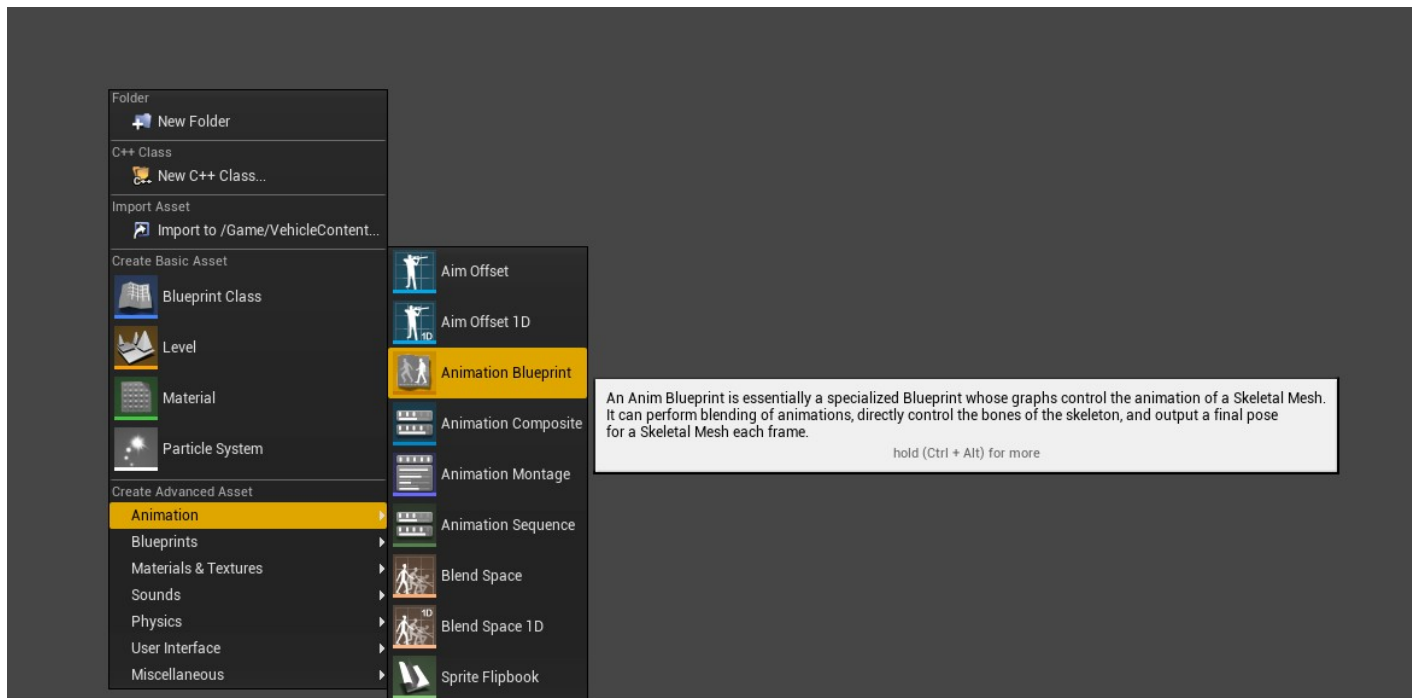 Folder
New Folder
C++ Class
C++
New C++ Class...
Import Asset
Import to /Game/VehicleContent...
Create Basic Asset
Blueprint Class
Level
Material
Particle System
Create Advanced Asset
Animation
Blueprints
Materials & Textures
Sounds
Physics
User Interface
Miscellaneous
Aim Offset
1D
Aim Offset 1D
Animation Blueprint
Animation Composite
Animation Montage
Animation Sequence
Blend Space
1D
Blend Space 1D
Sprite Flipbook
An Anim Blueprint is essentially a specialized Blueprint whose graphs control the animation of a Skeletal Mesh.
It can perform blending of animations, directly control the bones of the skeleton, and output a final pose
for a Skeletal Mesh each frame.
hold (Ctrl + Alt) for more